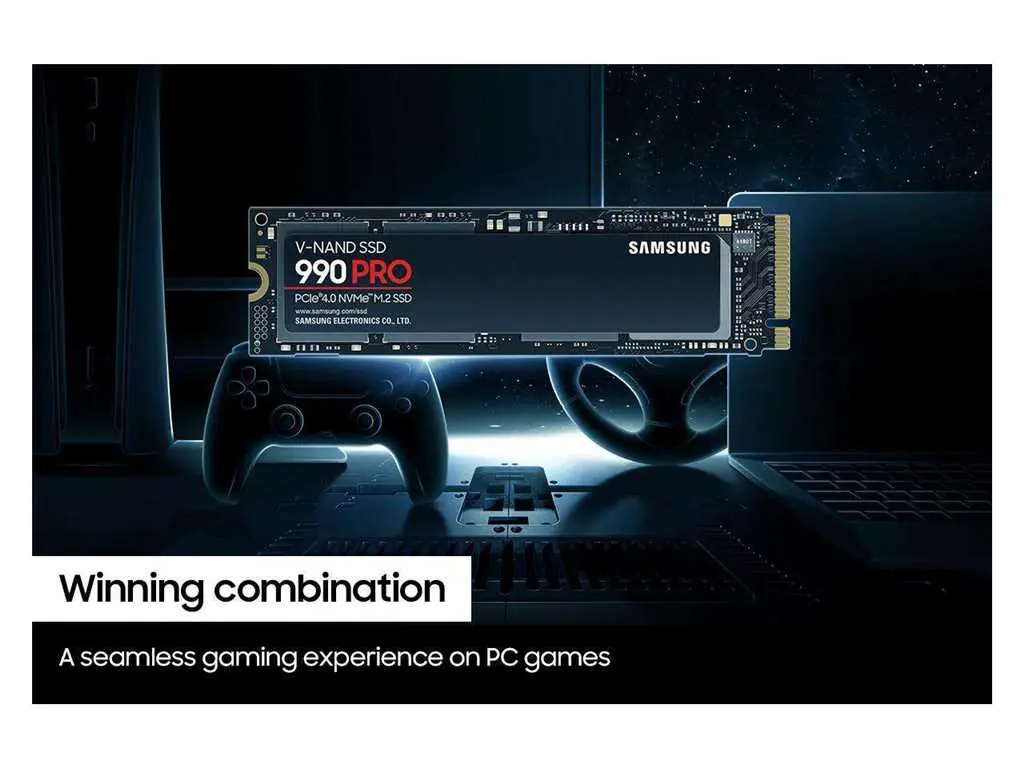 V-NAND SSD
SAMSUNG
990 PRO
PCIe®4.0 NVMe™ M.2 SSD
www.samsung.com/ssd
SAMSUNG ELECTRONICS CO., LTD.
Winning combination
A seamless gaming experience on PC games